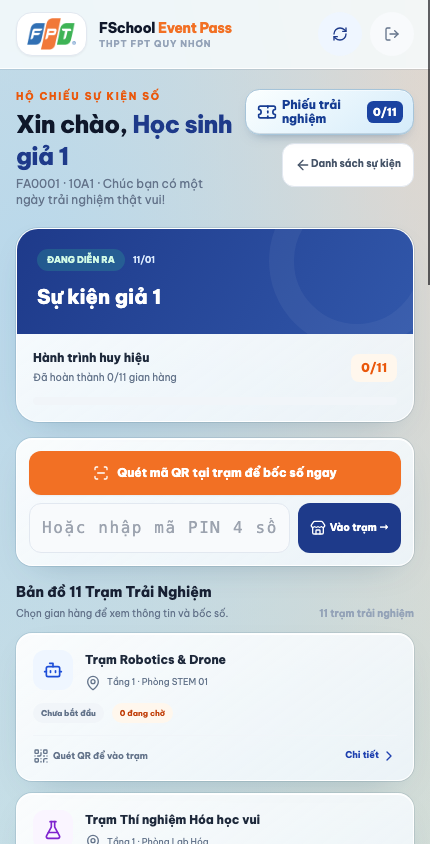 FPT
FSchool Event Pass
THPT FPT QUY NHƠN
HỘ CHIẾU SỰ KIỆN SỐ
Xin chào, Học sinh
giả 1
FA0001 · 10A1 · Chúc bạn có một
ngày trải nghiệm thật vui!
Phiếu trải
nghiệm
0/11
← Danh sách sự kiện
ĐANG DIỄN RA
11/01
Sự kiện giả 1
Hành trình huy hiệu
Đã hoàn thành 0/11 gian hàng
0/11
Quét mã QR tại trạm để bốc số ngay
Hoặc nhập mã PIN 4 số
Vào trạm →
Bản đồ 11 Trạm Trải Nghiệm
Chọn gian hàng để xem thông tin và bốc số.
11 trạm trải nghiệm
Trạm Robotics & Drone
Tầng 1 · Phòng STEM 01
Chưa bắt đầu
0 đang chờ
Quét QR để vào trạm
Chi tiết
Trạm Thí nghiệm Hóa học vui
Tầng 1 · Phòng Lab Hóa